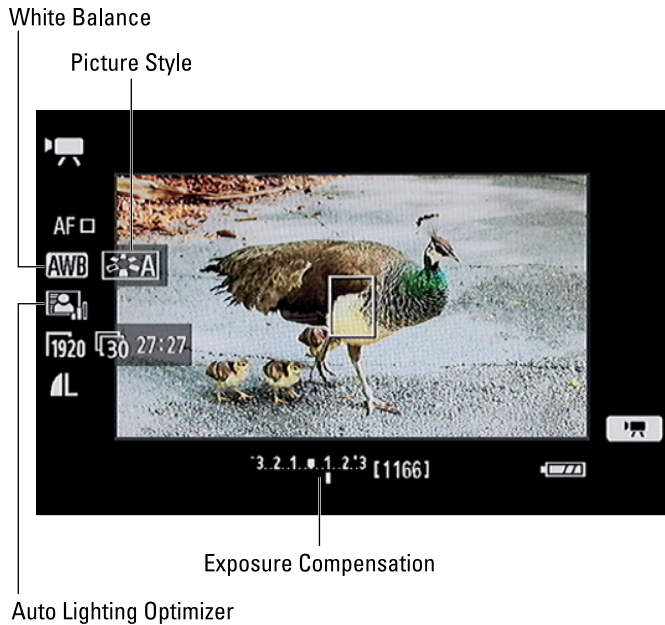 White Balance
Picture Style
AF
AWB A
1920 30 27:27
L
-3..2..1..0..1..2.+3 [1166]
Exposure Compensation
Auto Lighting Optimizer